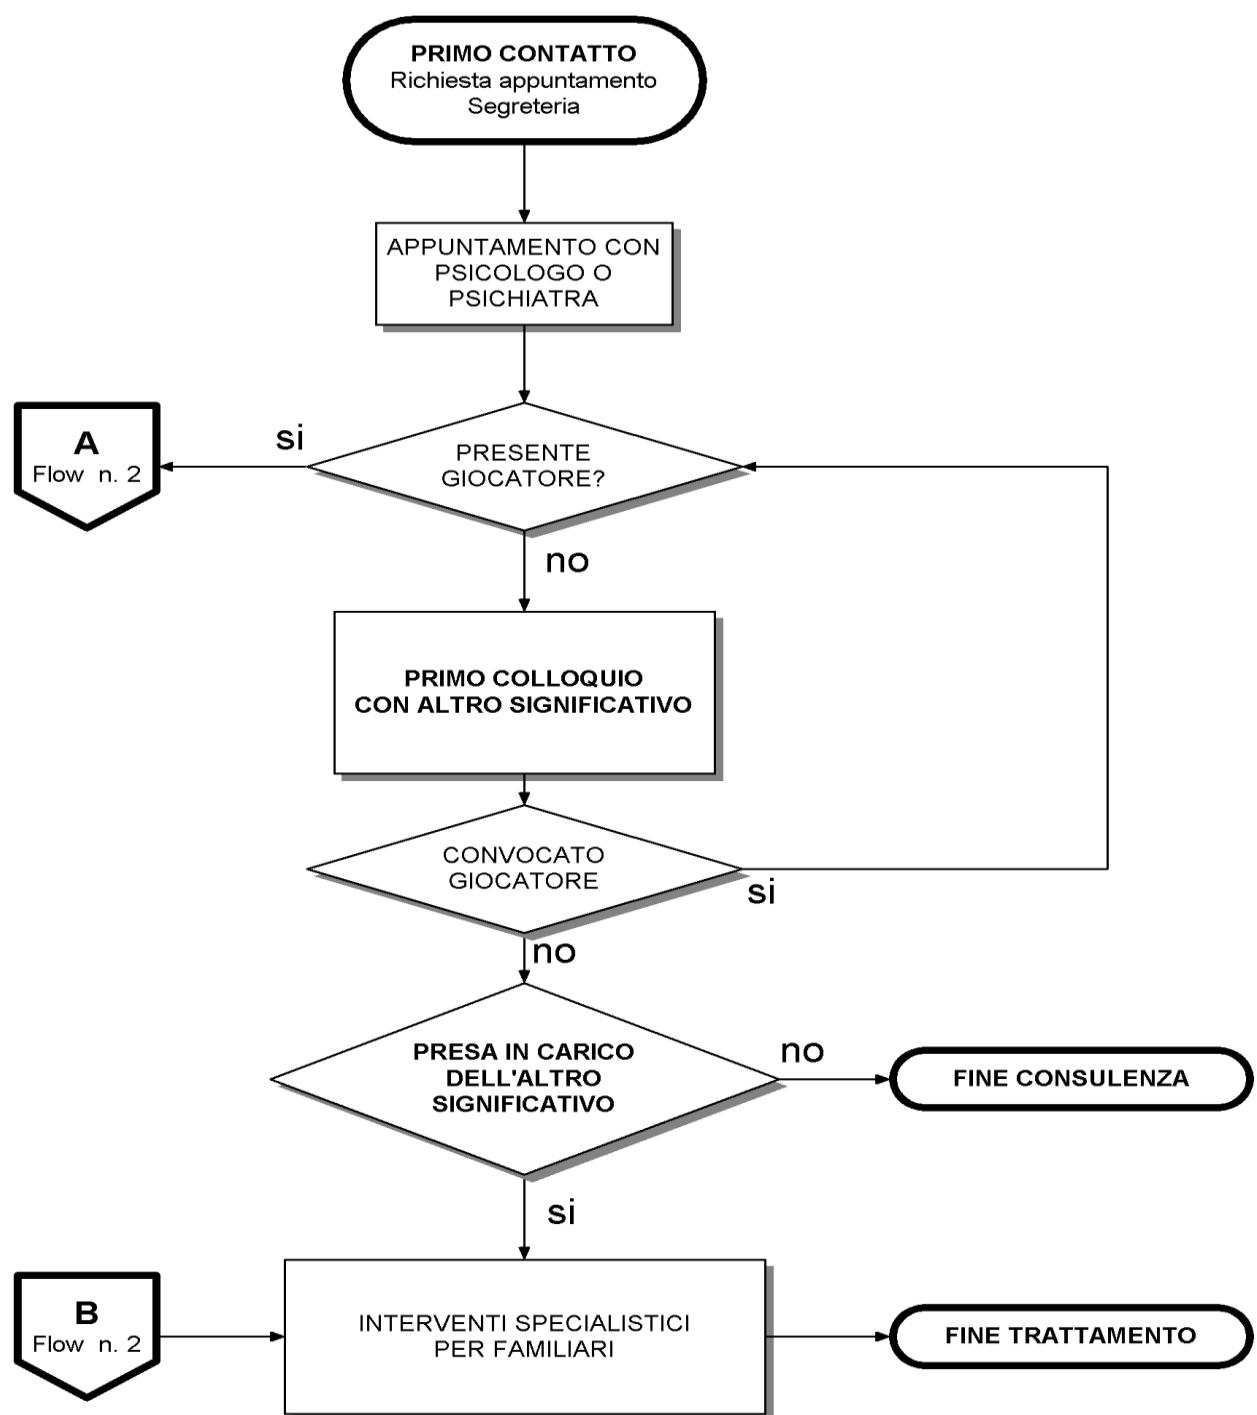 PRIMO CONTATTO
Richiesta appuntamento
Segreteria
APPUNTAMENTO CON
PSICOLOGO O
PSICHIATRA
A
Flow n. 2
si
PRESENTE
GIOCATORE?
no
PRIMO COLLOQUIO
CON ALTRO SIGNIFICATIVO
CONVOCATO
GIOCATORE
si
no
PRESA IN CARICO
DELL'ALTRO
SIGNIFICATIVO
no
FINE CONSULENZA
si
B
Flow n. 2
INTERVENTI SPECIALISTICI
PER FAMILIARI
FINE TRATTAMENTO